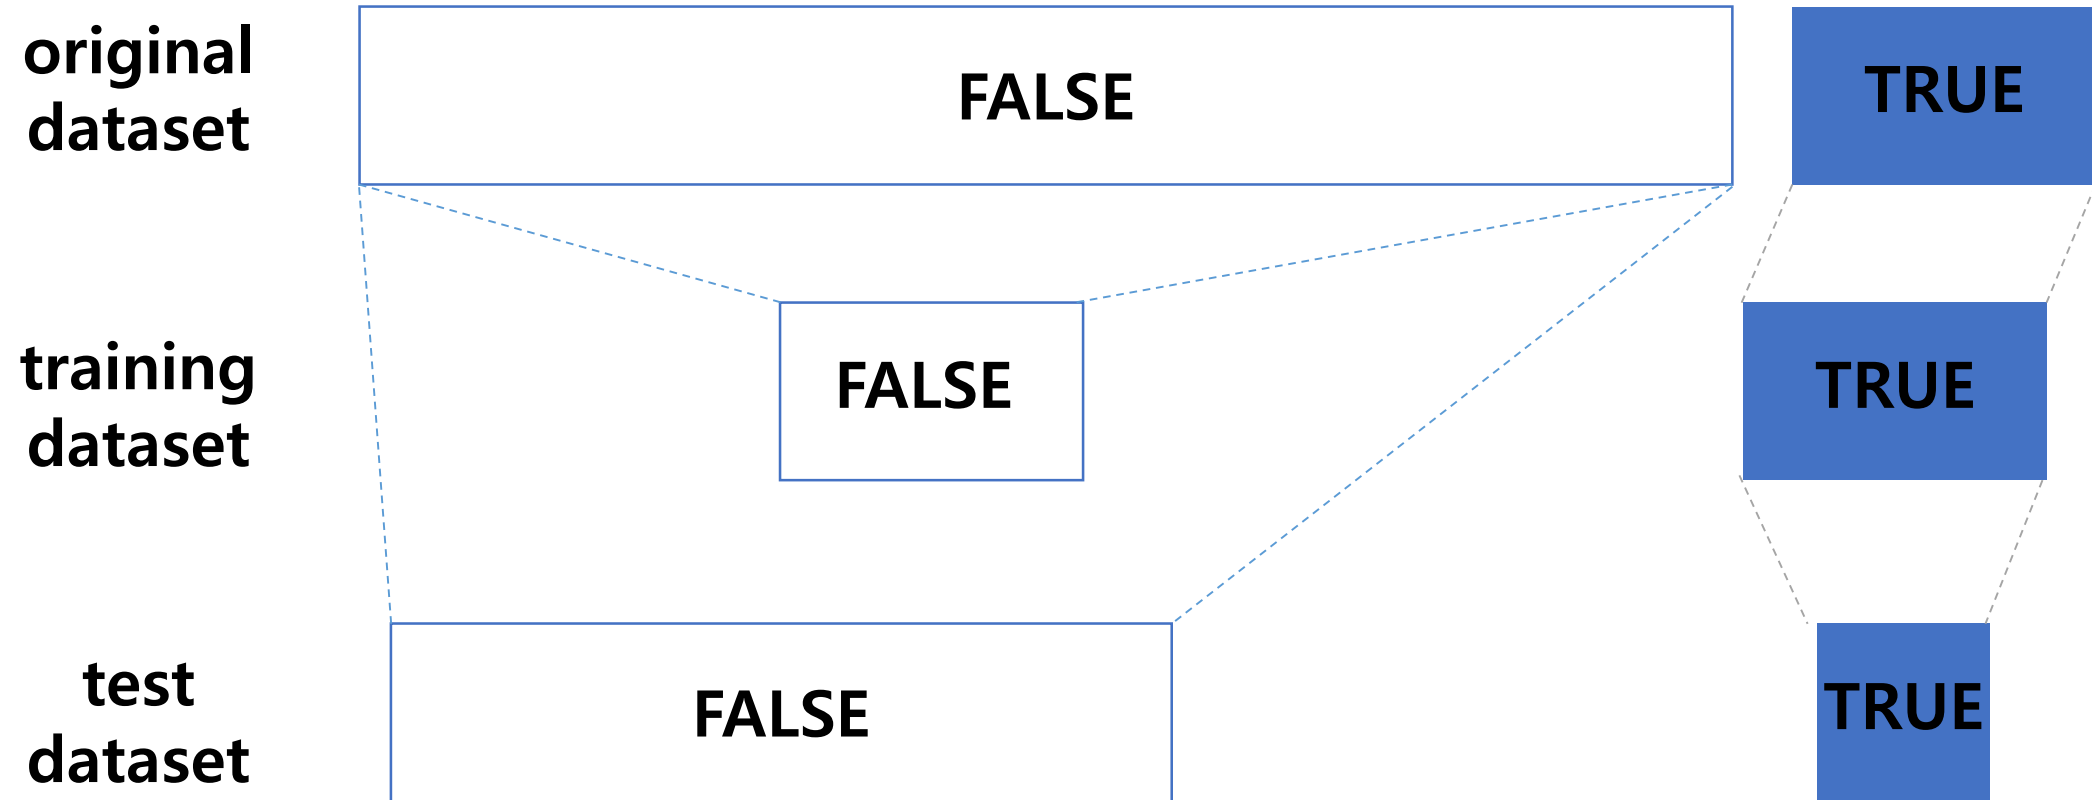 original
dataset
FALSE
TRUE
training
dataset
FALSE
TRUE
test
dataset
FALSE
TRUE